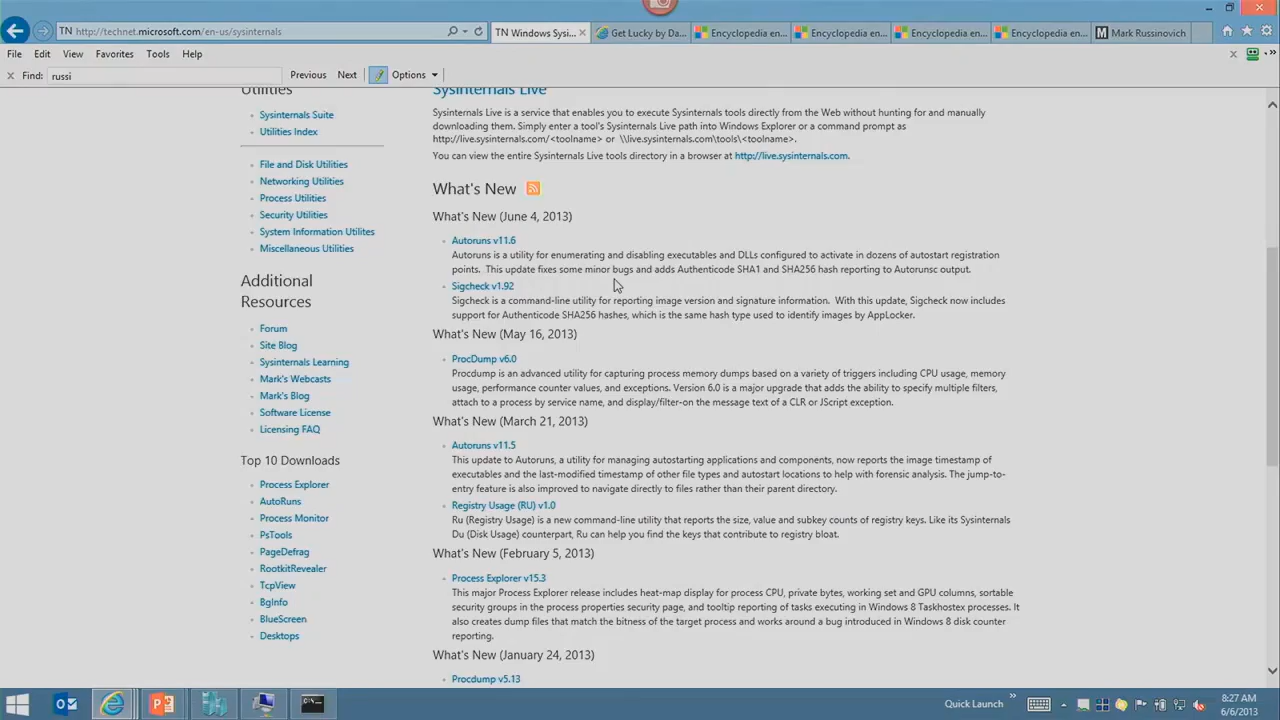 TN http://technet.microsoft.com/en-us/sysinternals
TN Windows Sysi...
Get Lucky by Da...
Encyclopedia en...
Encyclopedia en...
Encyclopedia en...
Encyclopedia en...
M Mark Russinovich
File Edit View Favorites Tools Help
Find: russi Previous Next Options
Utilities
Sysinternals Suite
Utilities Index
File and Disk Utilities
Networking Utilities
Process Utilities
Security Utilities
System Information Utilites
Miscellaneous Utilities
Additional
Resources
Forum
Site Blog
Sysinternals Learning
Mark's Webcasts
Mark's Blog
Software License
Licensing FAQ
Top 10 Downloads
Process Explorer
AutoRuns
Process Monitor
PsTools
PageDefrag
RootkitRevealer
TcpView
BgInfo
BlueScreen
Desktops
Sysinternals Live
Sysinternals Live is a service that enables you to execute Sysinternals tools directly from the Web without hunting for and manually
downloading them. Simply enter a tool's Sysinternals Live path into Windows Explorer or a command prompt as
http://live.sysinternals.com/<toolname> or \\live.sysinternals.com\tools\<toolname>.
You can view the entire Sysinternals Live tools directory in a browser at http://live.sysinternals.com.
What's New
What's New (June 4, 2013)
Autoruns v11.6
Autoruns is a utility for enumerating and disabling executables and DLLs configured to activate in dozens of autostart registration
points. This update fixes some minor bugs and adds Authenticode SHA1 and SHA256 hash reporting to Autorunsc output.
Sigcheck v1.92
Sigcheck is a command-line utility for reporting image version and signature information. With this update, Sigcheck now includes
support for Authenticode SHA256 hashes, which is the same hash type used to identify images by AppLocker.
What's New (May 16, 2013)
ProcDump v6.0
Procdump is an advanced utility for capturing process memory dumps based on a variety of triggers including CPU usage, memory
usage, performance counter values, and exceptions. Version 6.0 is a major upgrade that adds the ability to specify multiple filters,
attach to a process by service name, and display/filter-on the message text of a CLR or JScript exception.
What's New (March 21, 2013)
Autoruns v11.5
This update to Autoruns, a utility for managing autostarting applications and components, now reports the image timestamp of
executables and the last-modified timestamp of other file types and autostart locations to help with forensic analysis. The jump-to-
entry feature is also improved to navigate directly to files rather than their parent directory.
Registry Usage (RU) v1.0
Ru (Registry Usage) is a new command-line utility that reports the size, value and subkey counts of registry keys. Like its Sysinternals
Du (Disk Usage) counterpart, Ru can help you find the keys that contribute to registry bloat.
What's New (February 5, 2013)
Process Explorer v15.3
This major Process Explorer release includes heat-map display for process CPU, private bytes, working set and GPU columns, sortable
security groups in the process properties security page, and tooltip reporting of tasks executing in Windows 8 Taskhostex processes. It
also creates dump files that match the bitness of the target process and works around a bug introduced in Windows 8 disk counter
reporting.
What's New (January 24, 2013)
Procdump v5.13
Quick Launch
8:27 AM
6/6/2013